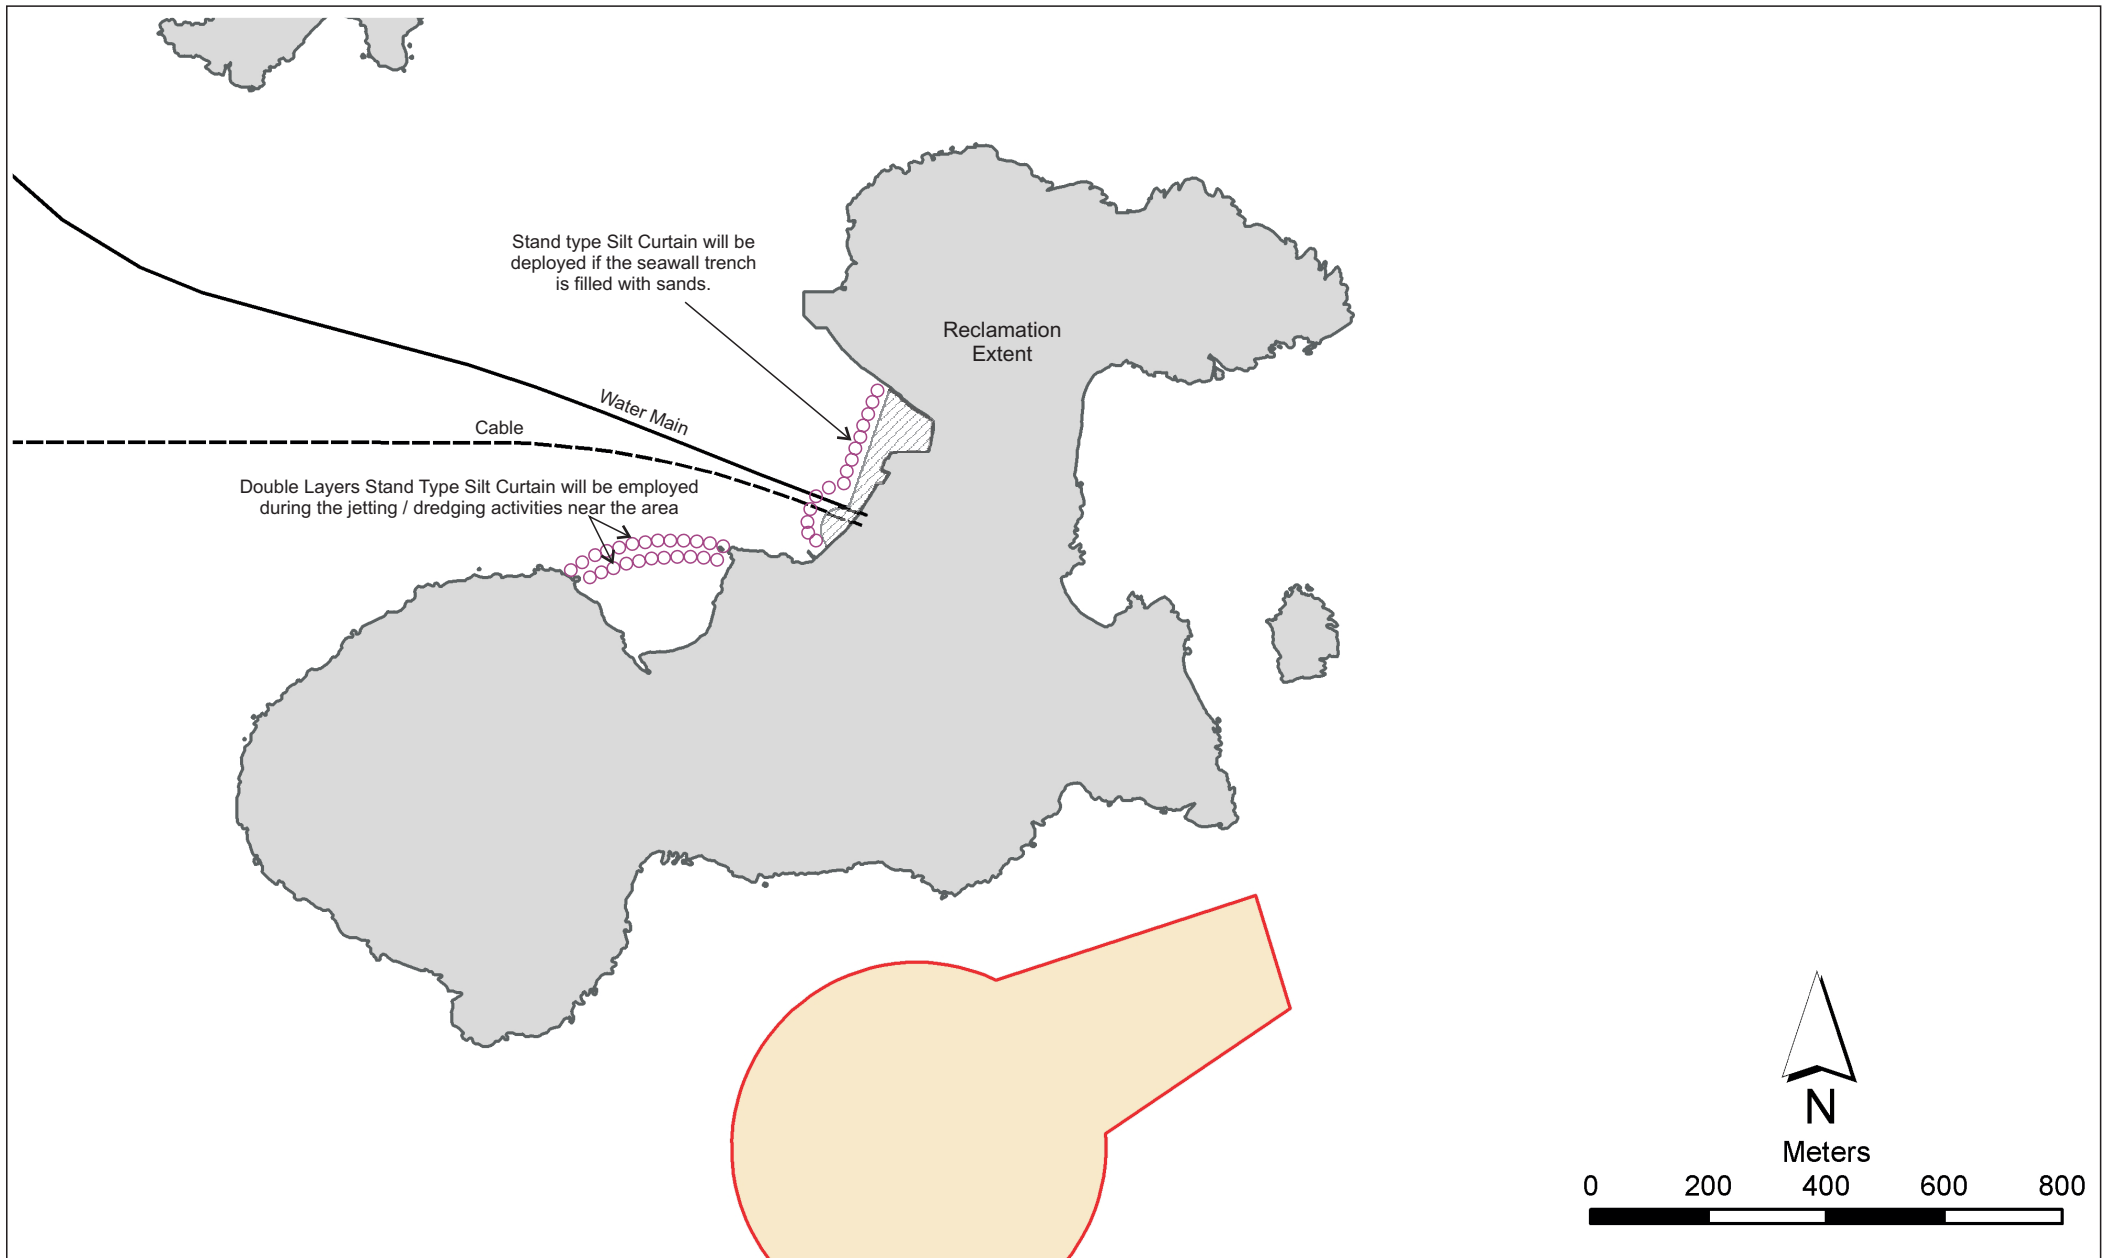 Stand type Silt Curtain will be
deployed if the seawall trench
is filled with sands.
Reclamation
Extent
Water Main
Cable
Double Layers Stand Type Silt Curtain will be employed
during the jetting / dredging activities near the area
N
Meters
0 200 400 600 800